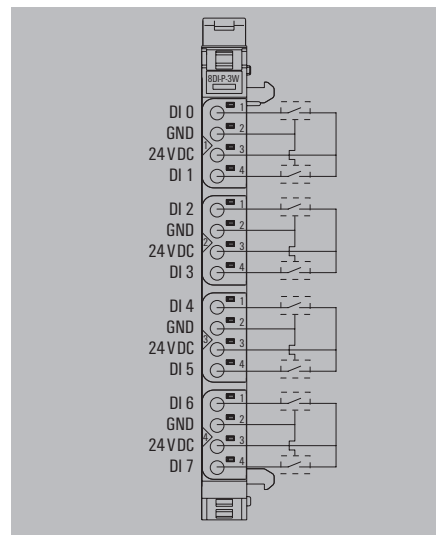 8DI-P-3W
DI 0 1
GND 2
24 V DC 3
DI 1 4
1
DI 2 1
GND 2
24 V DC 3
DI 3 4
2
DI 4 1
GND 2
24 V DC 3
DI 5 4
3
DI 6 1
GND 2
24 V DC 3
DI 7 4
4